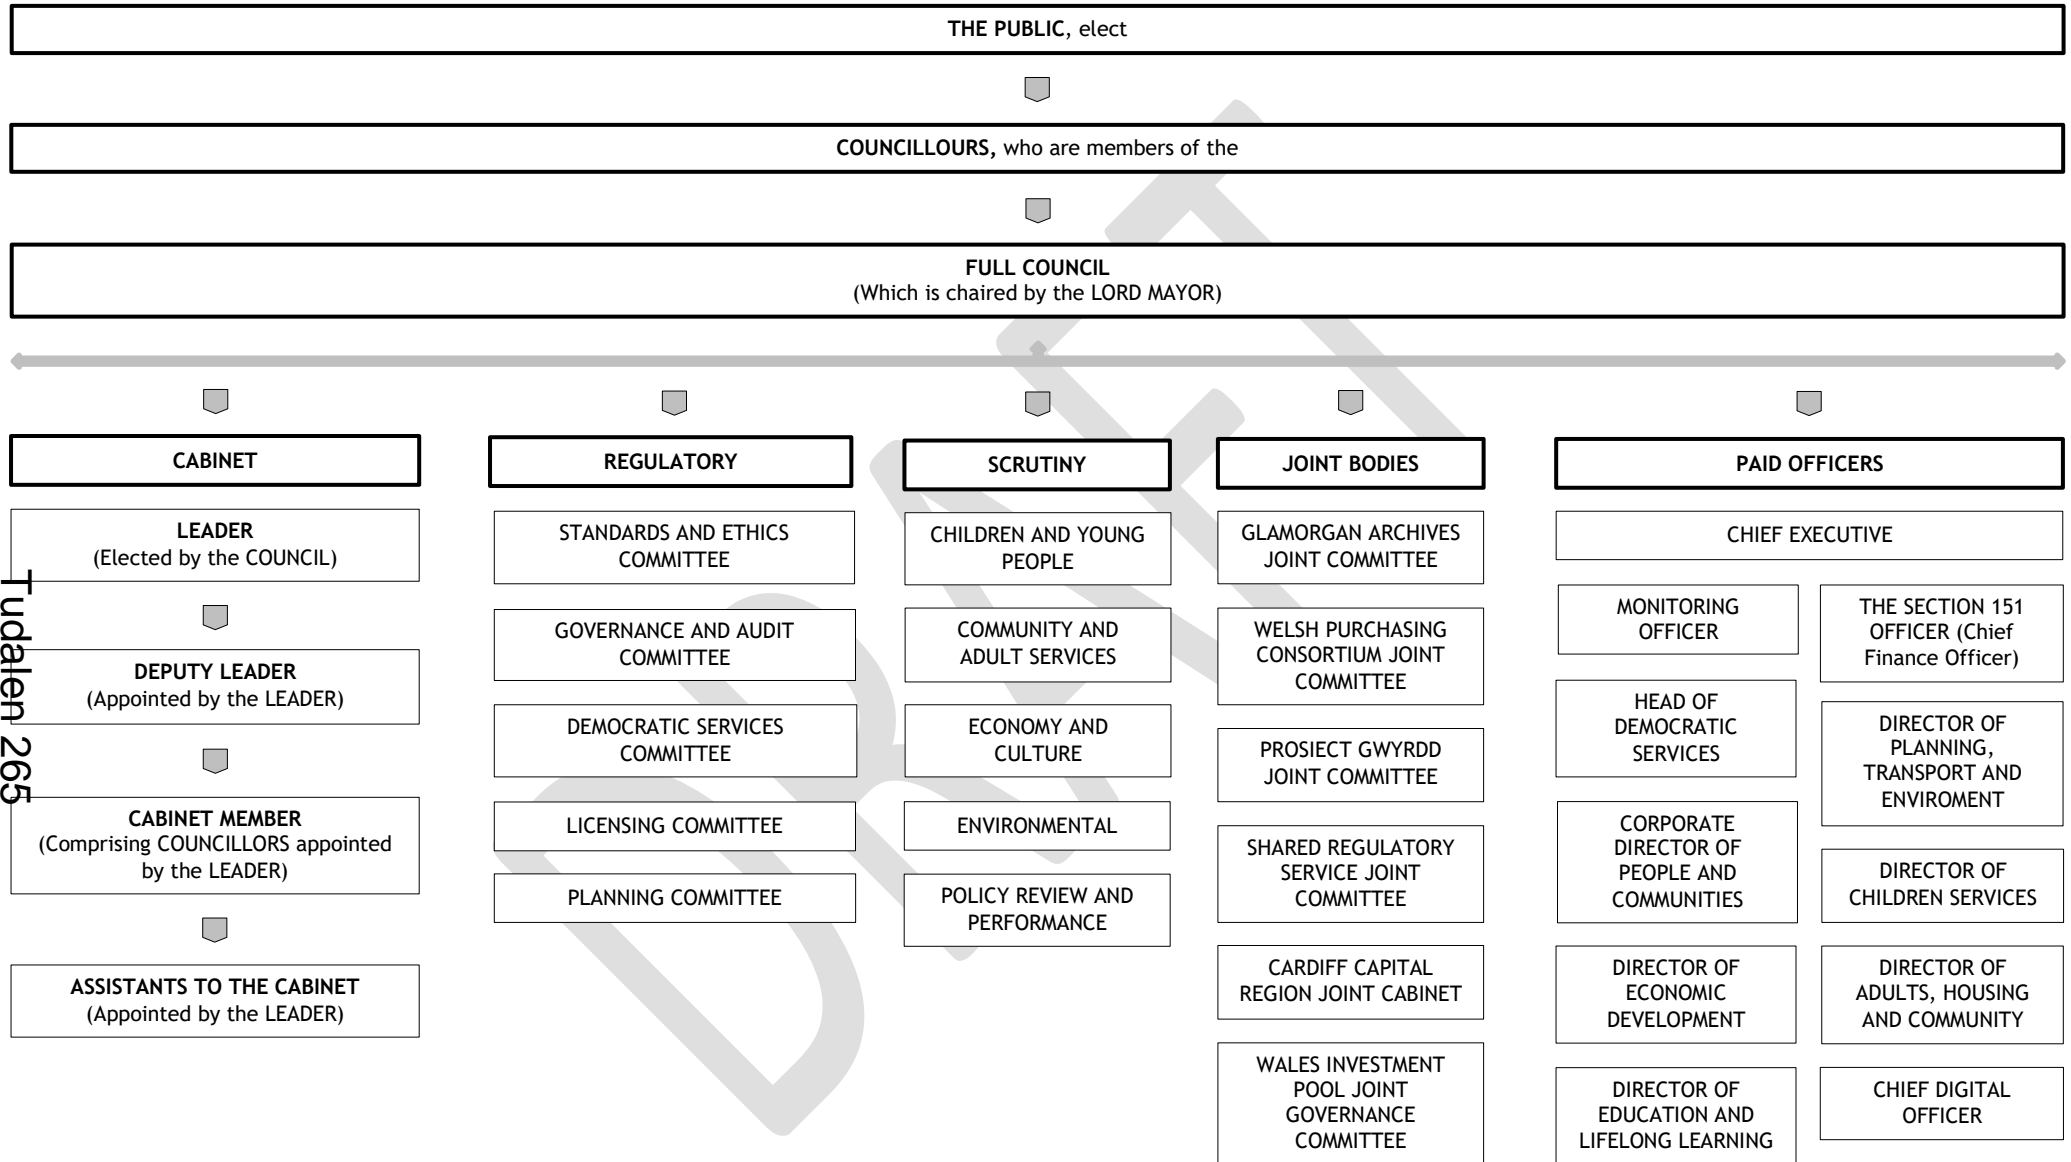 THE PUBLIC, elect
COUNCILLOURS, who are members of the
FULL COUNCIL
(Which is chaired by the LORD MAYOR)
CABINET
LEADER
(Elected by the COUNCIL)
DEPUTY LEADER
(Appointed by the LEADER)
CABINET MEMBER
(Comprising COUNCILLORS appointed
by the LEADER)
ASSISTANTS TO THE CABINET
(Appointed by the LEADER)
REGULATORY
STANDARDS AND ETHICS
COMMITTEE
GOVERNANCE AND AUDIT
COMMITTEE
DEMOCRATIC SERVICES
COMMITTEE
LICENSING COMMITTEE
PLANNING COMMITTEE
SCRUTINY
CHILDREN AND YOUNG
PEOPLE
COMMUNITY AND
ADULT SERVICES
ECONOMY AND
CULTURE
ENVIRONMENTAL
POLICY REVIEW AND
PERFORMANCE
JOINT BODIES
GLAMORGAN ARCHIVES
JOINT COMMITTEE
WELSH PURCHASING
CONSORTIUM JOINT
COMMITTEE
PROSIECT GWYRDD
JOINT COMMITTEE
SHARED REGULATORY
SERVICE JOINT
COMMITTEE
CARDIFF CAPITAL
REGION JOINT CABINET
WALES INVESTMENT
POOL JOINT
GOVERNANCE
COMMITTEE
PAID OFFICERS
CHIEF EXECUTIVE
MONITORING
OFFICER
THE SECTION 151
OFFICER (Chief
Finance Officer)
HEAD OF
DEMOCRATIC
SERVICES
DIRECTOR OF
PLANNING,
TRANSPORT AND
ENVIROMENT
CORPORATE
DIRECTOR OF
PEOPLE AND
COMMUNITIES
DIRECTOR OF
CHILDREN SERVICES
DIRECTOR OF
ECONOMIC
DEVELOPMENT
DIRECTOR OF
ADULTS, HOUSING
AND COMMUNITY
DIRECTOR OF
EDUCATION AND
LIFELONG LEARNING
CHIEF DIGITAL
OFFICER
Tudalen 265
DRAFT